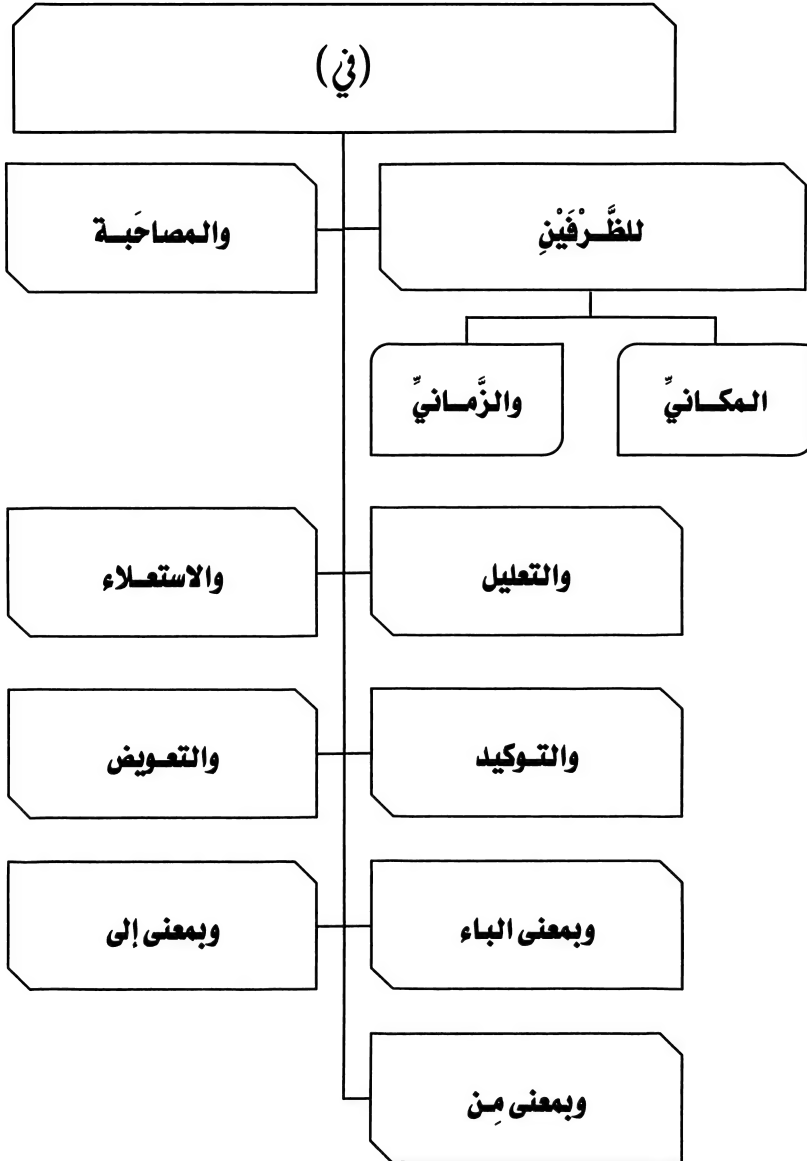 (في)
للظَّـرْفَيْنِ
والمصاحَبـة
المكـانيِّ
والزَّمـانيِّ
والتعليل
والاستعـلاء
والتـوكيد
والتعـويض
وبمعنى الباء
وبمعنى إلى
وبمعنى مِـن